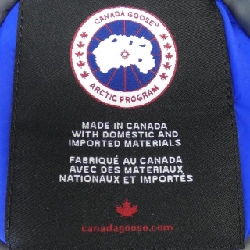 CANADA GOOSE
ARCTIC PROGRAM
MADE IN CANADA
WITH DOMESTIC AND
IMPORTED MATERIALS
FABRIQUÉ AU CANADA
AVEC DES MATERIAUX
NATIONAUX ET IMPORTÉS
canadagoose.com